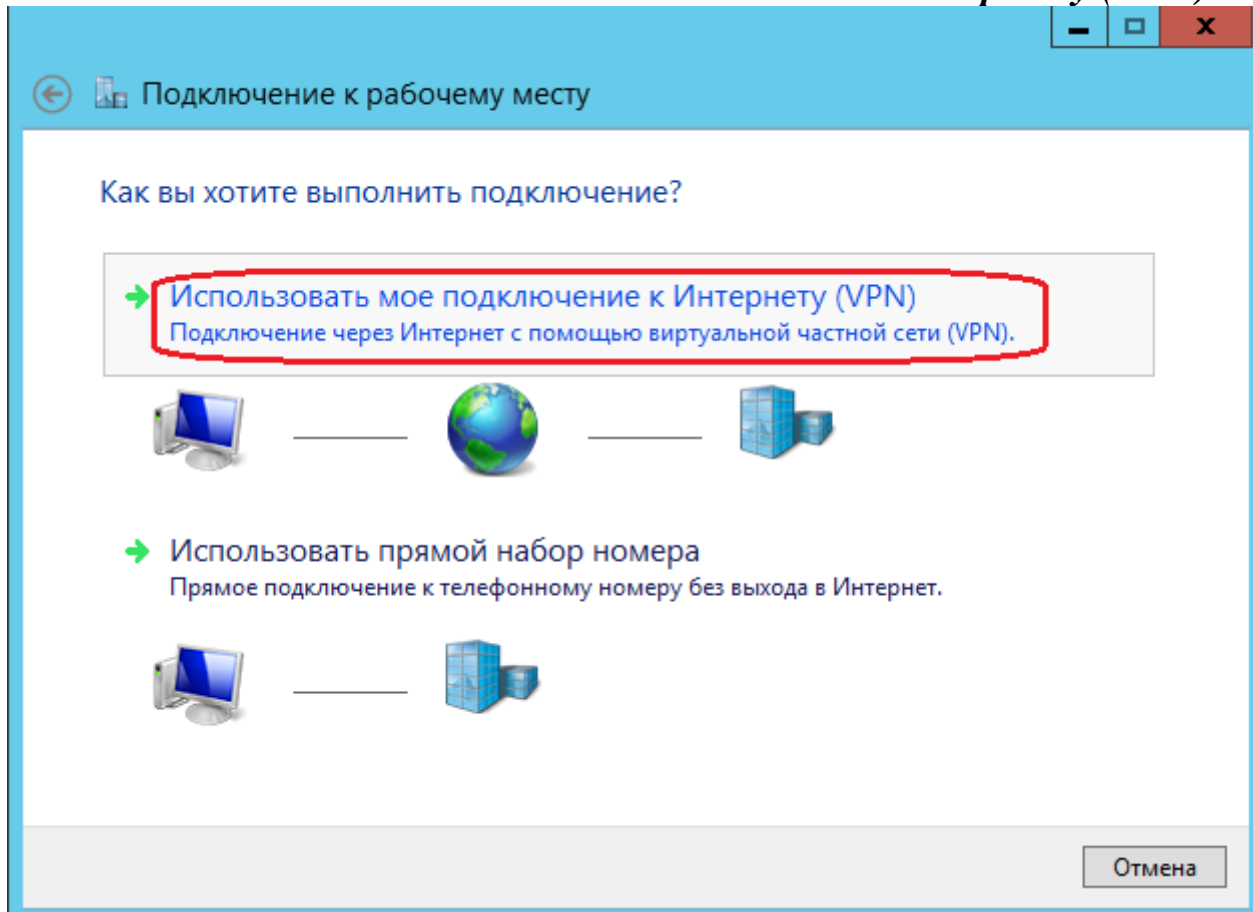 Подключение к рабочему месту
Как вы хотите выполнить подключение?
Использовать мое подключение к Интернету (VPN)
Подключение через Интернет с помощью виртуальной частной сети (VPN).
Использовать прямой набор номера
Прямое подключение к телефонному номеру без выхода в Интернет.
Отмена